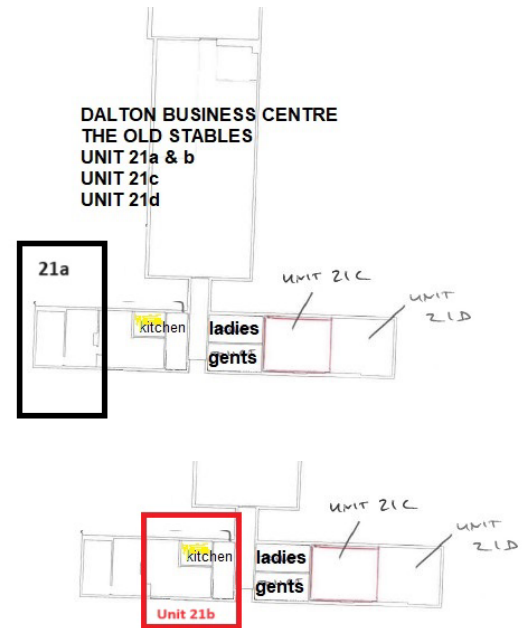 DALTON BUSINESS CENTRE
THE OLD STABLES
UNIT 21a & b
UNIT 21c
UNIT 21d
21a
UNIT 21C
UNIT
21D
kitchen
ladies
gents
UNIT 21C
UNIT
21D
kitchen
ladies
gents
Unit 21b